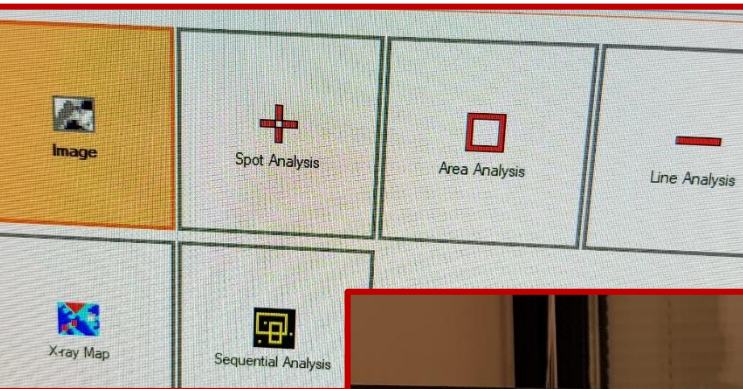 Image
Spot Analysis
Area Analysis
Line Analysis
X-ray Map
Sequential Analysis